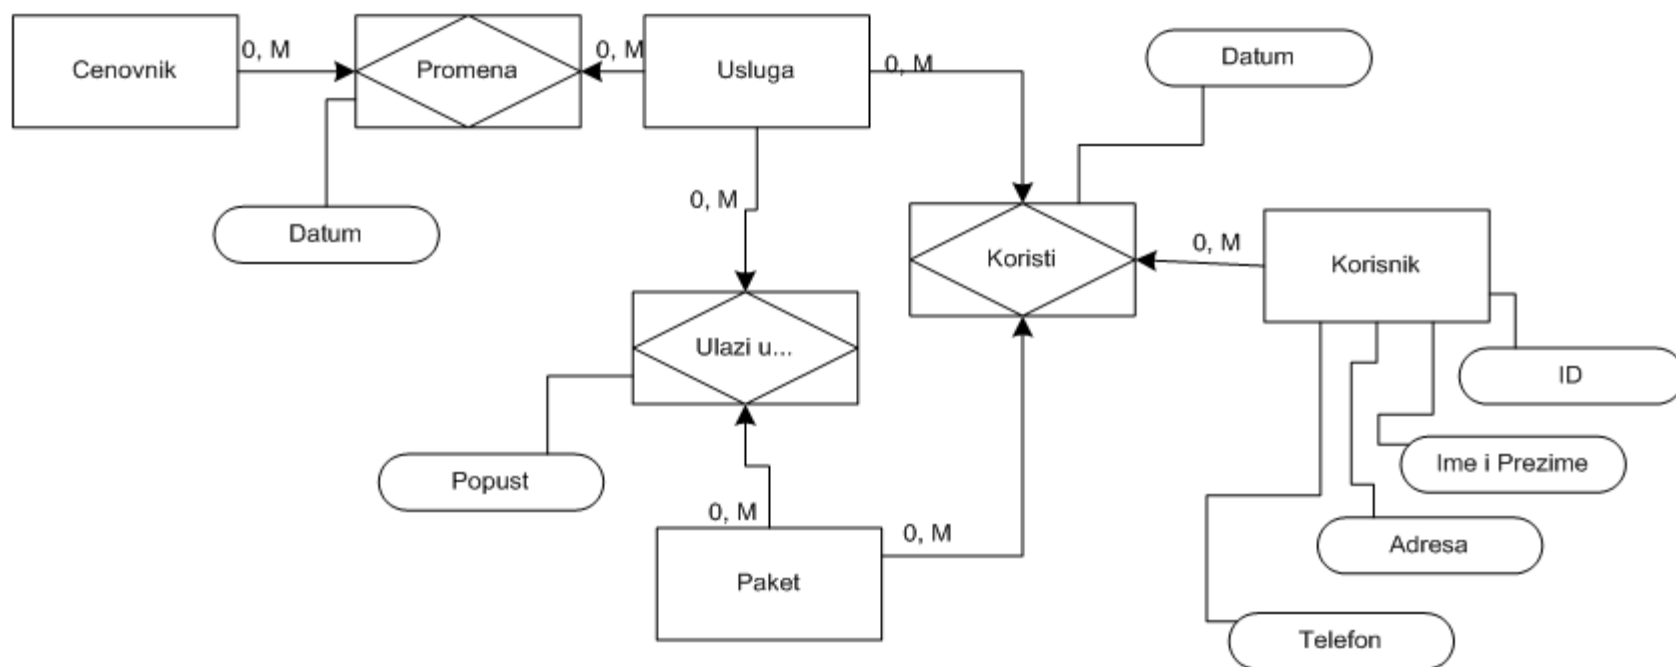 Cenovnik
0, M
Promena
0, M
Usluga
0, M
Datum
Datum
0, M
Koristi
0, M
Korisnik
Ulazi u...
ID
Popust
Ime i Prezime
0, M
0, M
Adresa
Paket
Telefon